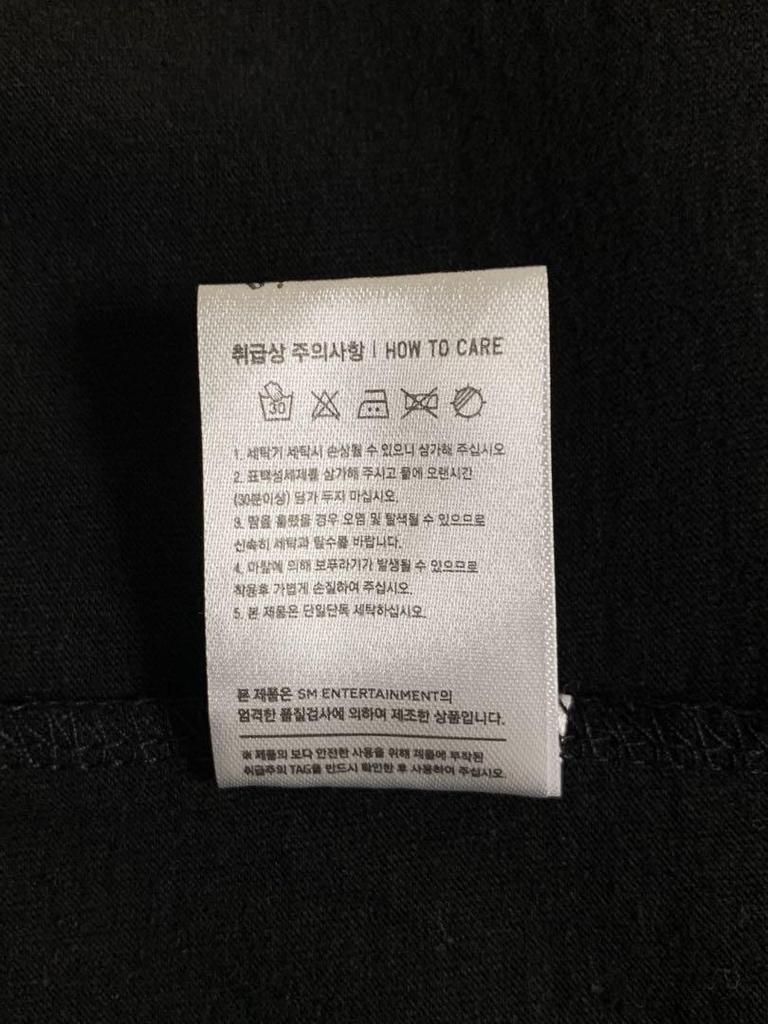 취급상 주의사항 | HOW TO CARE
30
1. 세탁기 세탁시 손상될 수 있으니 삼가해 주십시오
2. 표백성세제를 삼가해 주시고 물에 오랜시간
(30분이상) 담가 두지 마십시오.
3. 땀을 흘렸을 경우 오염 및 탈색될 수 있으므로
신속히 세탁과 탈수를 바랍니다.
4. 마찰에 의해 보푸라기가 발생될 수 있으므로
착용후 가볍게 손질하여 주십시오.
5. 본 제품은 단일단독 세탁하십시오.
본 제품은 SM ENTERTAINMENT의
엄격한 품질검사에 의하여 제조한 상품입니다.
※ 제품의 보다 안전한 사용을 위해 제품에 부착된
취급주의 TAG을 반드시 확인한 후 사용하여 주십시오.